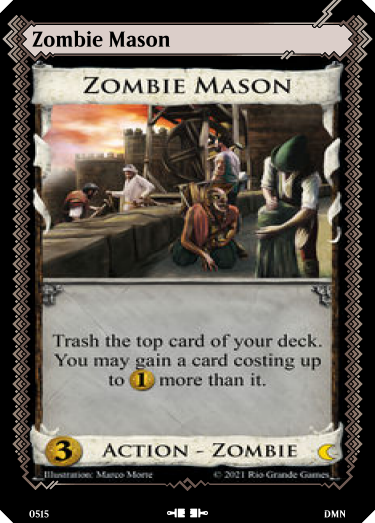 Zombie Mason
ZOMBIE MASON
Trash the top card of your deck.
You may gain a card costing up
to 1 more than it.
3 ACTION - ZOMBIE
Illustration: Marco Morte © 2021 Rio Grande Games
0515 DMN